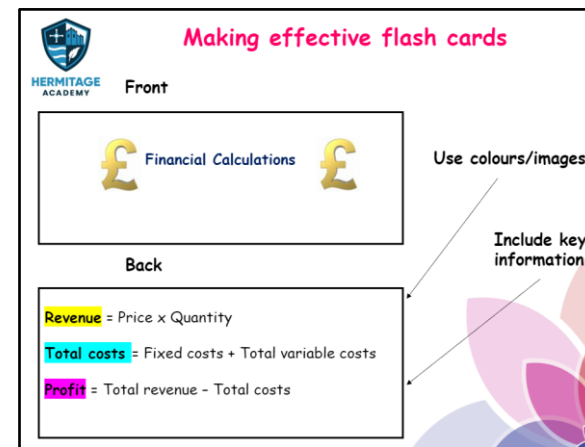 Making effective flash cards
HERMITAGE
ACADEMY
Front
£ Financial Calculations £
Use colours/images
Include key
information
Back
Revenue = Price x Quantity
Total costs = Fixed costs + Total variable costs
Profit = Total revenue - Total costs